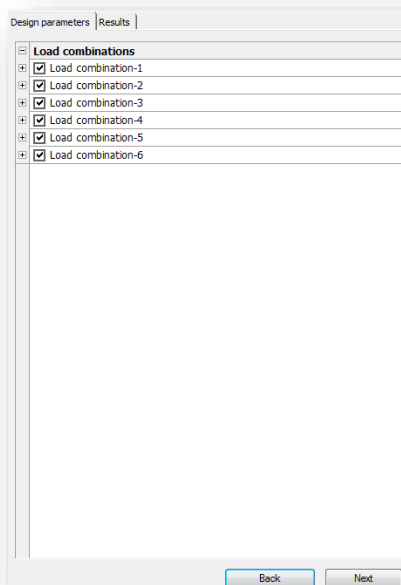 Design parameters Results
Load combinations
Load combination-1
Load combination-2
Load combination-3
Load combination-4
Load combination-5
Load combination-6
Back Next